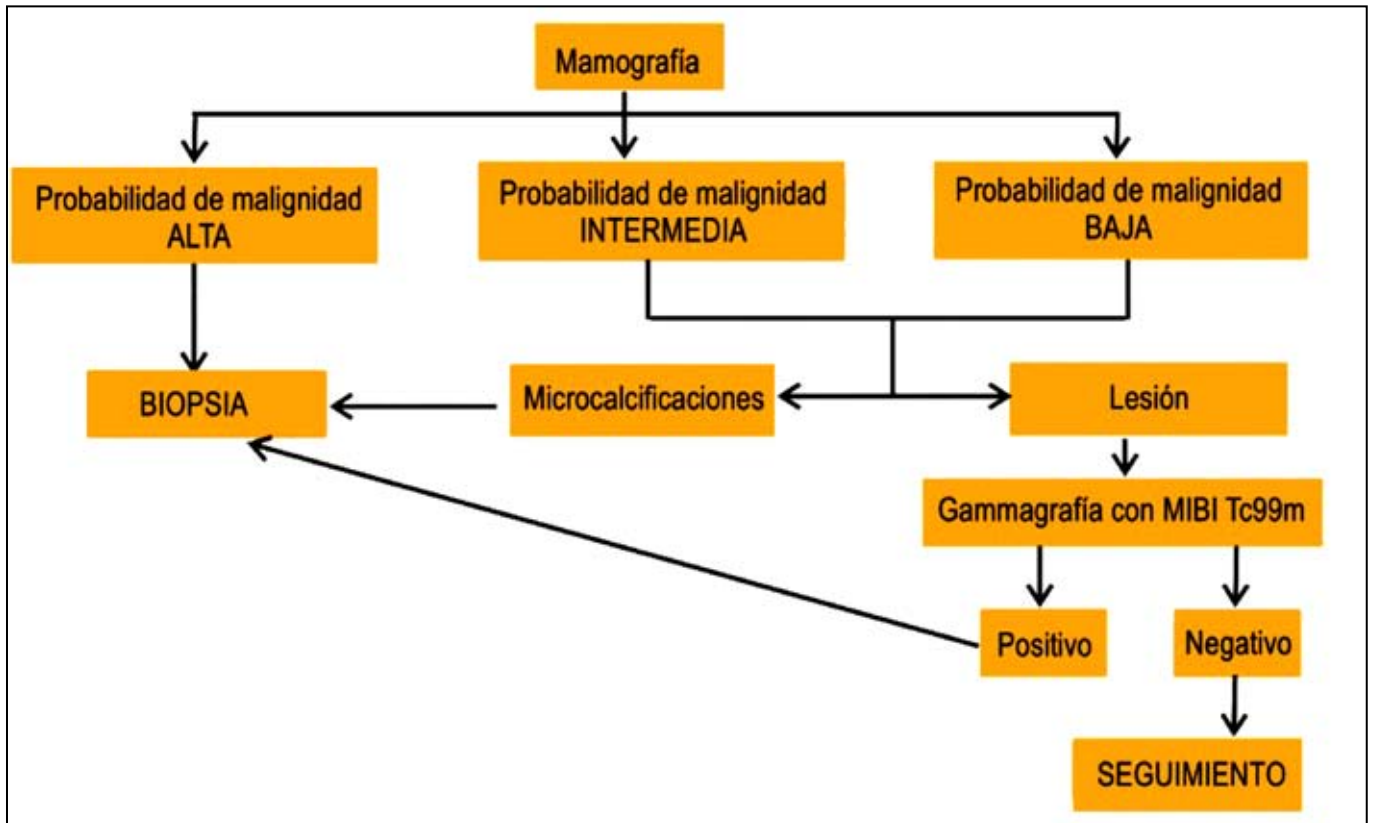 Mamografía
Probabilidad de malignidad
ALTA
Probabilidad de malignidad
INTERMEDIA
Probabilidad de malignidad
BAJA
BIOPSIA
Microcalcificaciones
Lesión
Gammagrafía con MIBI Tc99m
Positivo
Negativo
SEGUIMIENTO